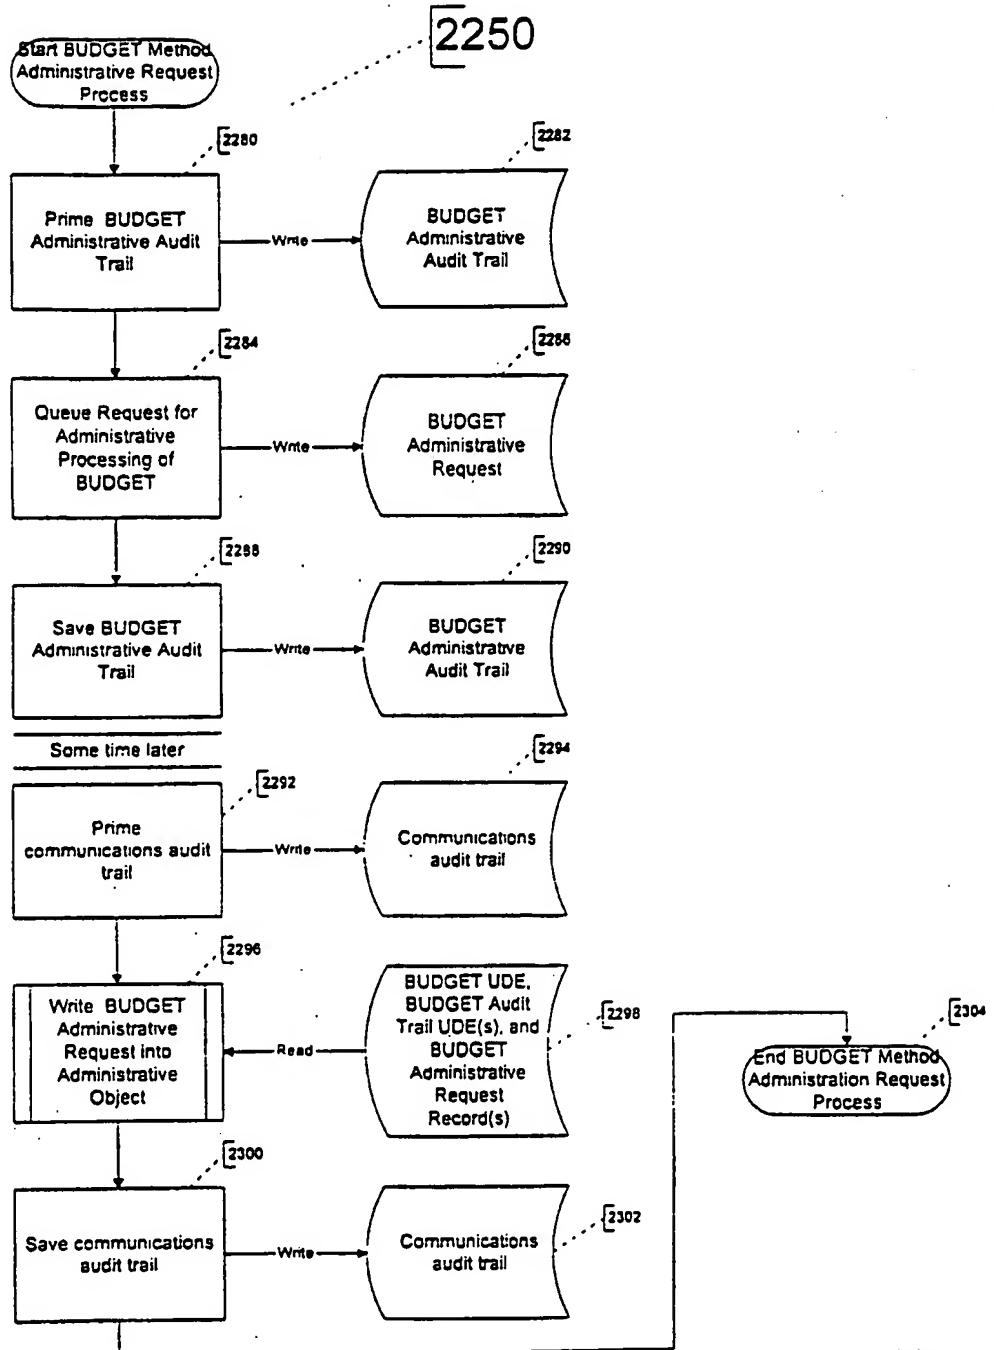 2250
Start BUDGET Method
Administrative Request
Process
2280
2282
Prime BUDGET
Administrative Audit
Trail
Write
BUDGET
Administrative
Audit Trail
2284
2286
Queue Request for
Administrative
Processing of
BUDGET
Write
BUDGET
Administrative
Request
2288
2290
Save BUDGET
Administrative Audit
Trail
Write
BUDGET
Administrative
Audit Trail
Some time later
2292
2294
Prime
communications audit
trail
Write
Communications
audit trail
2296
2298
Write BUDGET
Administrative
Request into
Administrative
Object
Read
BUDGET UDE,
BUDGET Audit
Trail UDE(s), and
BUDGET
Administrative
Request
Record(s)
2304
End BUDGET Method
Administration Request
Process
2300
2302
Save communications
audit trail
Write
Communications
audit trail